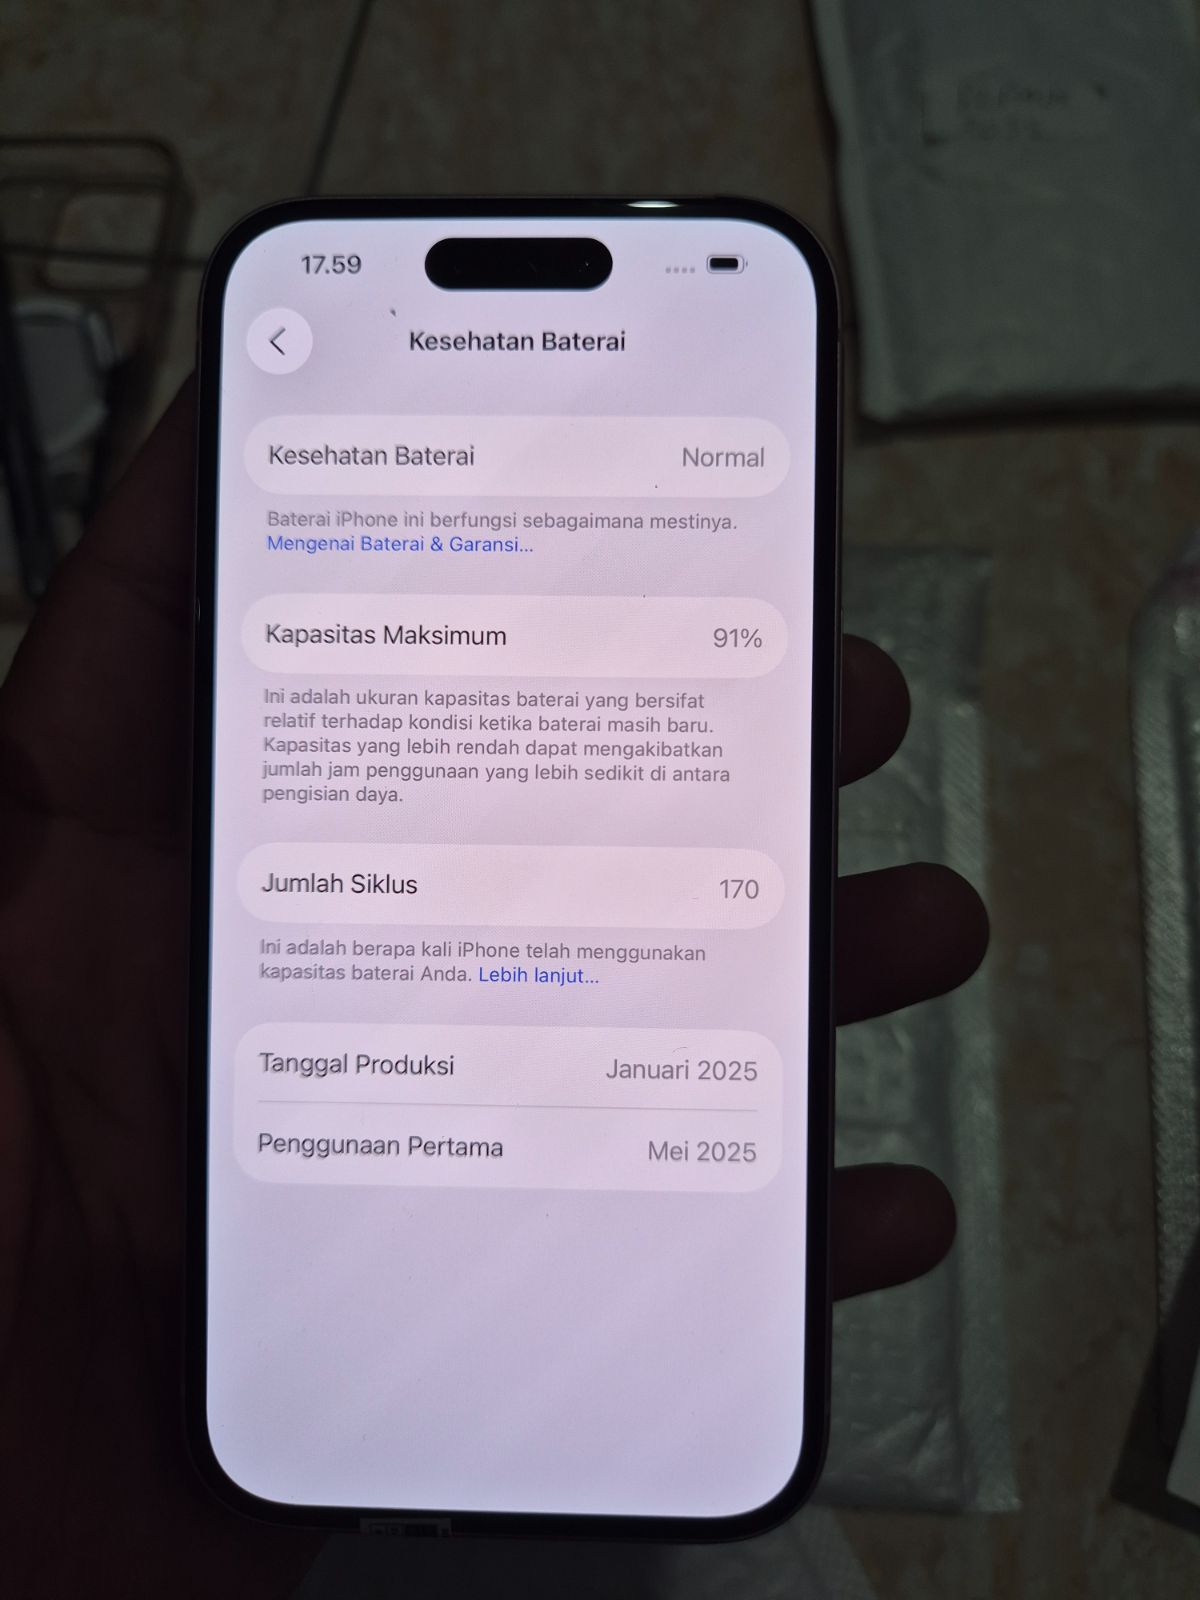 17.59
Kesehatan Baterai
Kesehatan Baterai Normal
Baterai iPhone ini berfungsi sebagaimana mestinya.
Mengenai Baterai & Garansi...
Kapasitas Maksimum 91%
Ini adalah ukuran kapasitas baterai yang bersifat
relatif terhadap kondisi ketika baterai masih baru.
Kapasitas yang lebih rendah dapat mengakibatkan
jumlah jam penggunaan yang lebih sedikit di antara
pengisian daya.
Jumlah Siklus 170
Ini adalah berapa kali iPhone telah menggunakan
kapasitas baterai Anda. Lebih lanjut...
Tanggal Produksi Januari 2025
Penggunaan Pertama Mei 2025